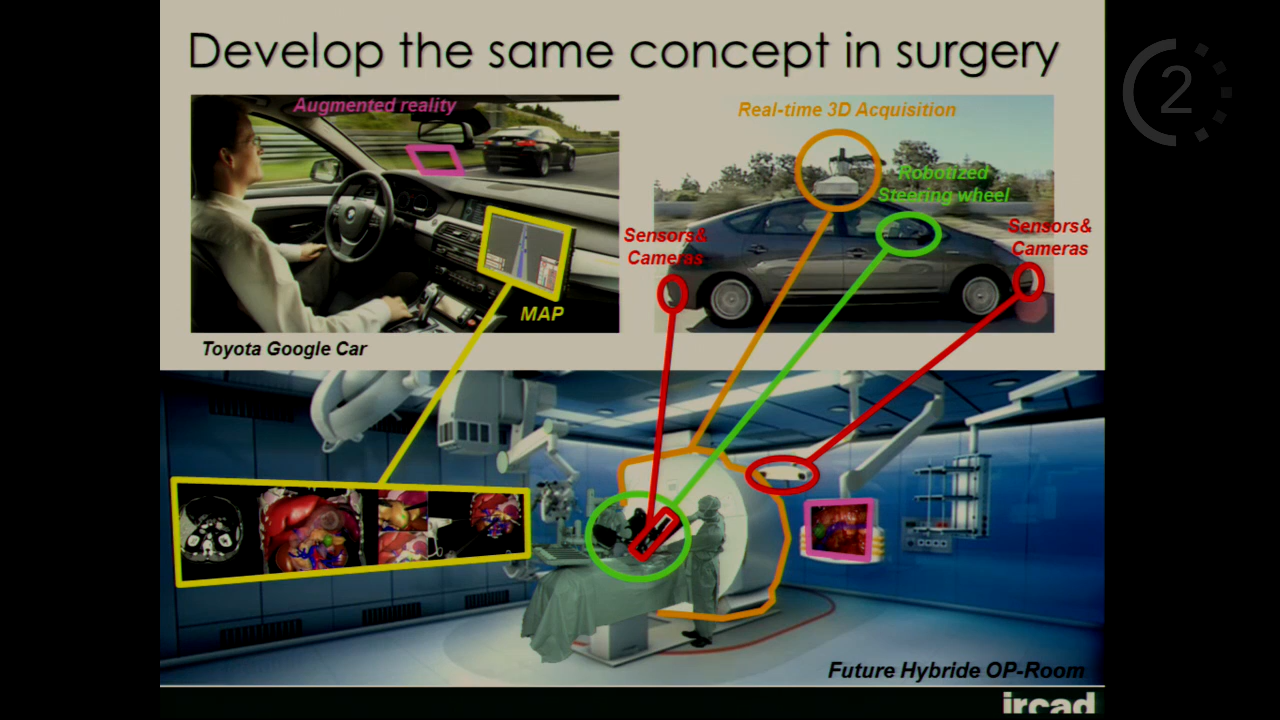 Develop the same concept in surgery
2
Augmented reality
Real-time 3D Acquisition
Robotized
Steering wheel
Sensors&
Cameras
Sensors&
Cameras
MAP
Toyota Google Car
Future Hybride OP-Room
ircad